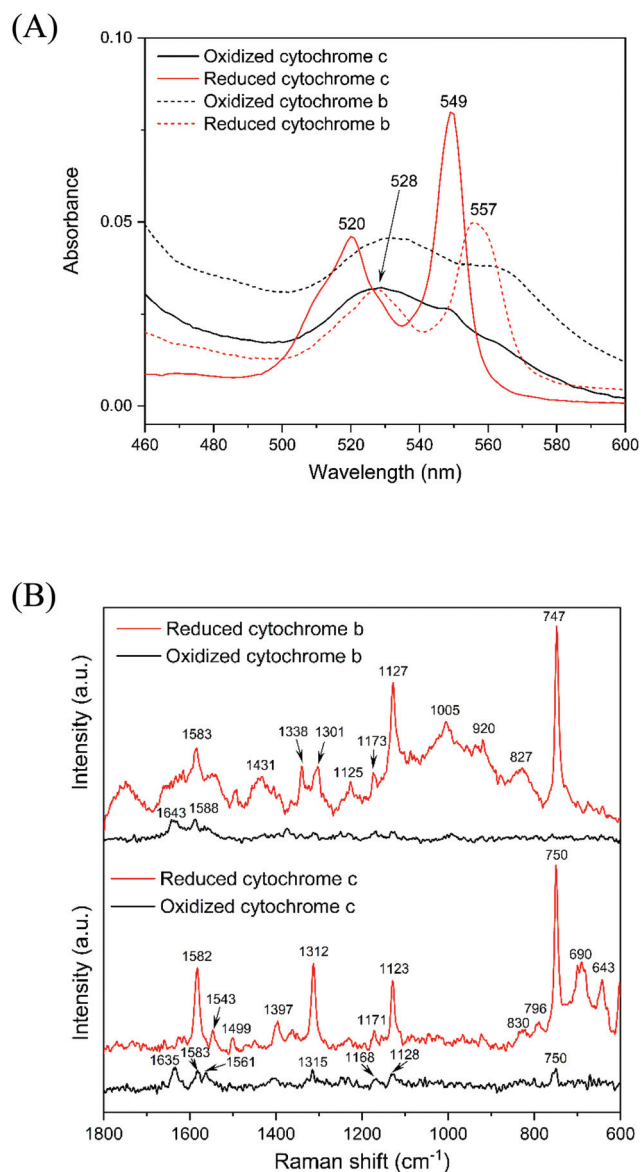 (A)
0.10
Oxidized cytochrome c
Reduced cytochrome c
Oxidized cytochrome b
Reduced cytochrome b
549
528
520
557
0.05
0.00
Absorbance
460 480 500 520 540 560 580 600
Wavelength (nm)
(B)
Reduced cytochrome b
Oxidized cytochrome b
747
1127
1005
1338
1301
1173
920
1583
1431
1125
827
1643
1588
Intensity (a.u.)
Reduced cytochrome c
Oxidized cytochrome c
750
1582
1312
1123
690
643
1543
1397
1499
1171
830
796
1635
1583
1561
1315
1168
1128
750
Intensity (a.u.)
1800 1600 1400 1200 1000 800 600
Raman shift (cm-1)